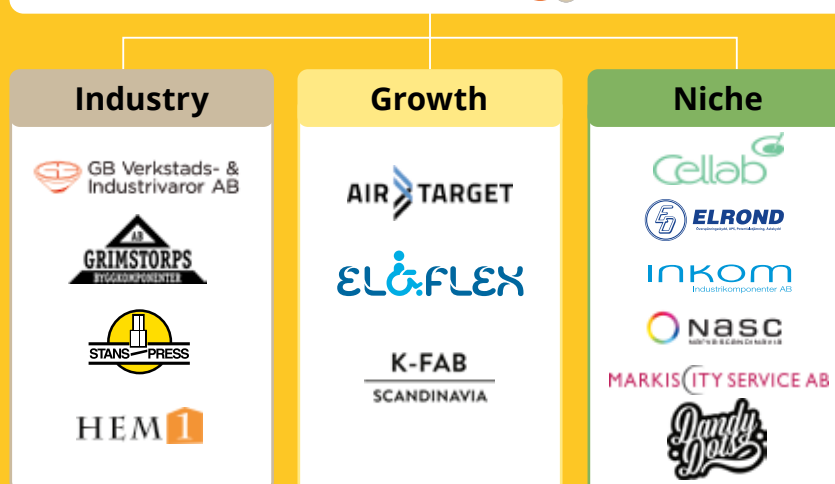 Industry
GB Verkstads- &
Industrivaror AB
AB
GRIMSTORPS
BYGGKOMPONENTER
STANS PRESS
HEM1
Growth
AIR TARGET
ELOFLEX
K-FAB
SCANDINAVIA
Niche
Cellab
ED ELROND
INKOM
Industrikomponenter AB
NASC
MARKISCITY SERVICE AB
Dandy
Dots